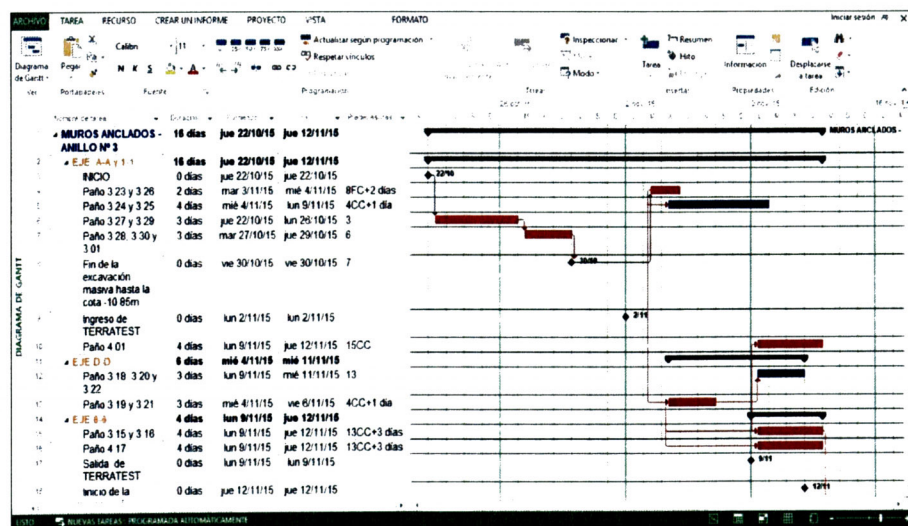 ARCHIVO TAREA RECURSO CREAR UN INFORME PROYECTO VISTA FORMATO Iniciar sesión
Calibri 11 Actualizar según programación Inspeccionar Resumen
Diagrama de Gantt Pegar N K S Respetar vínculos Modo Tarea Hito Información Desplazarse a tarea
Ver Portapapeles Fuente Programación Tareas Insertar Propiedades Edición
Nombre de tarea Duración
1 MUROS ANCLADOS - ANILLO Nº 3 16 días jue 22/10/15 jue 12/11/15 MUROS ANCLADOS -
2 EJE A-A y 1-1 16 días jue 22/10/15 jue 12/11/15
INICIO 0 días jue 22/10/15 jue 22/10/15 22/10
Paño 3 23 y 3 26 2 días mar 3/11/15 mié 4/11/15 8FC+2 días
Paño 3 24 y 3 25 4 días mié 4/11/15 lun 9/11/15 4CC+1 día
Paño 3 27 y 3 29 3 días jue 22/10/15 lun 26/10/15 3
Paño 3 28, 3 30 y 3 01 3 días mar 27/10/15 jue 29/10/15 6
Fin de la excavación masiva hasta la cota -10 85m 0 días vie 30/10/15 vie 30/10/15 7 30/10
Ingreso de TERRATEST 0 días lun 2/11/15 lun 2/11/15 2/11
10 Paño 4 01 4 días lun 9/11/15 jue 12/11/15 15CC
11 EJE D-D 6 días mié 4/11/15 mié 11/11/15
12 Paño 3 18 3 20 y 3 22 3 días lun 9/11/15 mié 11/11/15 13
Paño 3 19 y 3 21 3 días mié 4/11/15 vie 6/11/15 4CC+1 día
14 EJE 6-6 4 días lun 9/11/15 jue 12/11/15
Paño 3 15 y 3 16 4 días lun 9/11/15 jue 12/11/15 13CC+3 días
Paño 4 17 4 días lun 9/11/15 jue 12/11/15 13CC+3 días
Salida de TERRATEST 0 días lun 9/11/15 lun 9/11/15 9/11
Inicio de la 0 días jue 12/11/15 jue 12/11/15 12/11
DIAGRAMA DE GANTT
LISTO NUEVAS TAREAS : PROGRAMADA AUTOMÁTICAMENTE